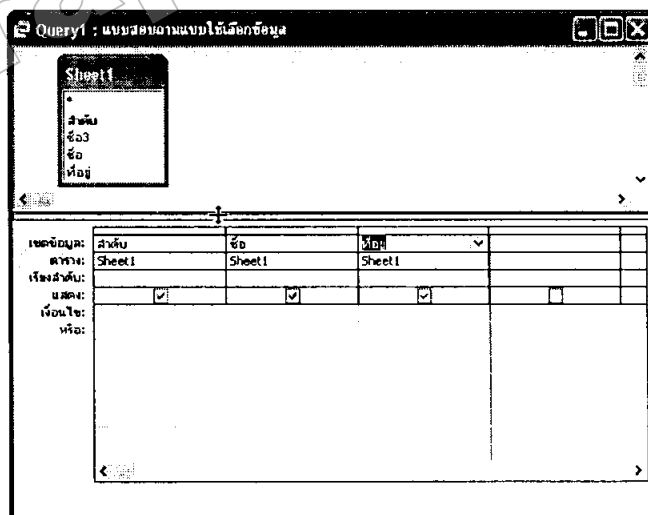 Query1 : แบบสอบถามแบบใช้เลือกข้อมูล
Sheet1
*
ลำดับ
ชื่อ3
ชื่อ
ที่อยู่
เขตข้อมูล: ลำดับ ชื่อ ที่อยู่
ตาราง: Sheet1 Sheet1 Sheet1
เรียงลำดับ:
แสดง:
เงื่อนไข:
หรือ: